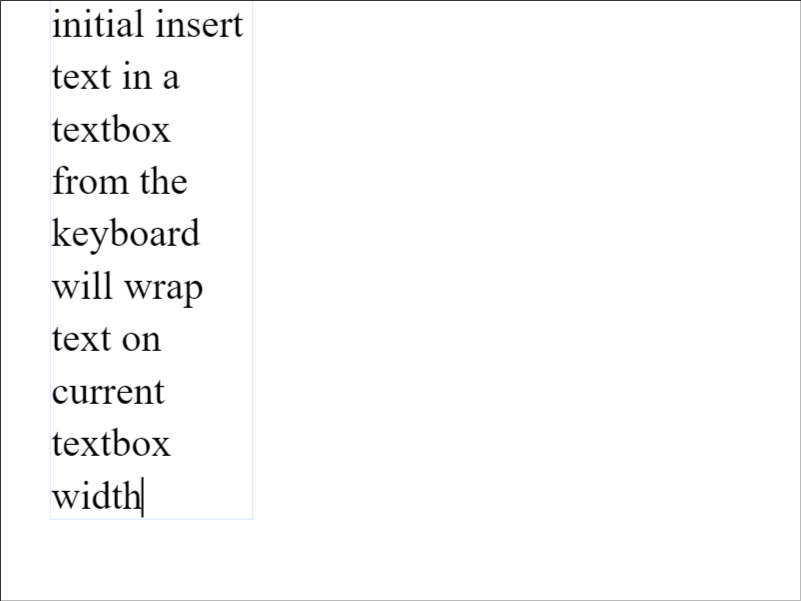 initial insert
text in a
textbox
from the
keyboard
will wrap
text on
current
textbox
width